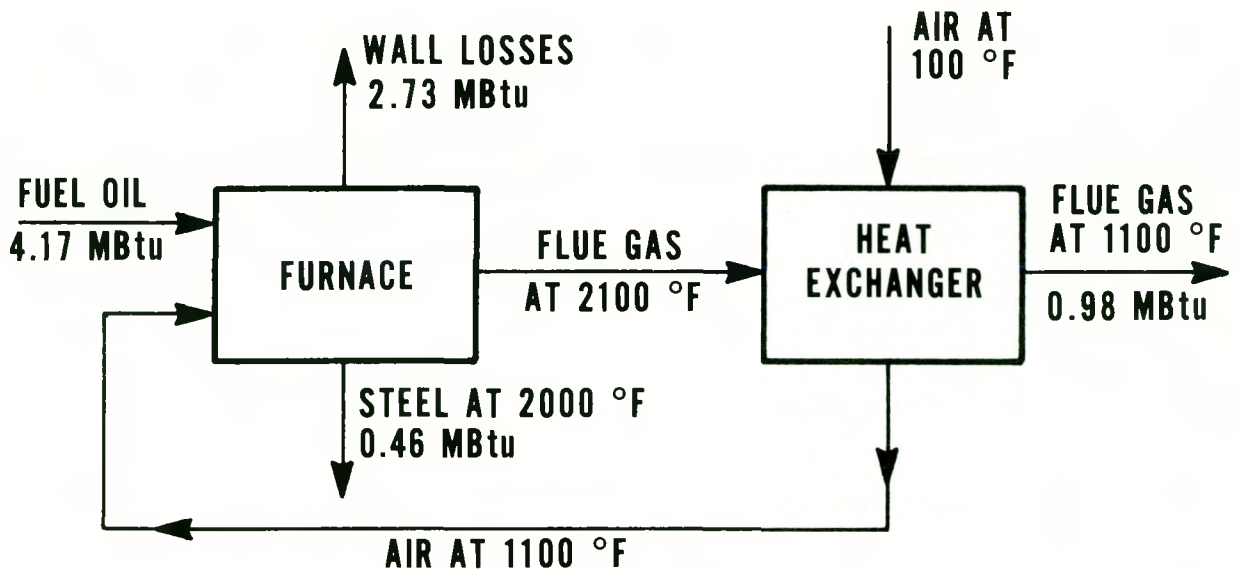 WALL LOSSES
2.73 MBtu
AIR AT
100 °F
FUEL OIL
4.17 MBtu
FURNACE
FLUE GAS
AT 2100 °F
HEAT
EXCHANGER
FLUE GAS
AT 1100 °F
0.98 MBtu
STEEL AT 2000 °F
0.46 MBtu
AIR AT 1100 °F